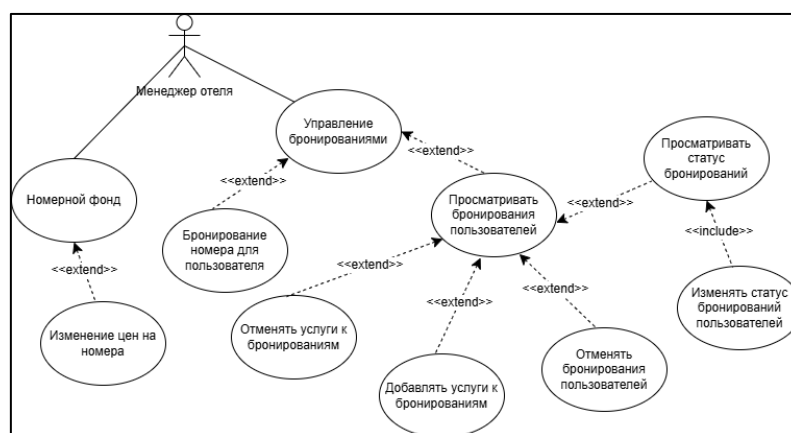 Менеджер отеля
Управление
бронированиями
Просматривать
статус
бронирований
<<extend>>
<<extend>>
Номерной фонд
Просматривать
бронирования
пользователей
<<extend>>
Бронирование
номера для
пользователя
<<include>>
<<extend>>
<<extend>>
<<extend>>
<<extend>>
Изменять статус
бронирований
пользователей
Изменение цен на
номера
Отменять услуги к
бронированиям
Отменять
бронирования
пользователей
Добавлять услуги к
бронированиям